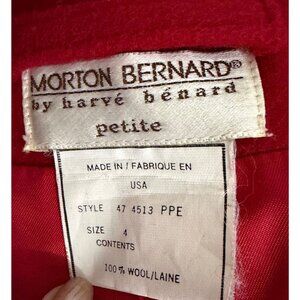 MORTON BERNARD®
by harvé bénard
petite
MADE IN / FABRIQUE EN
USA
STYLE 47 4513 PPE
SIZE 4
CONTENTS
100% WOOL/LAINE